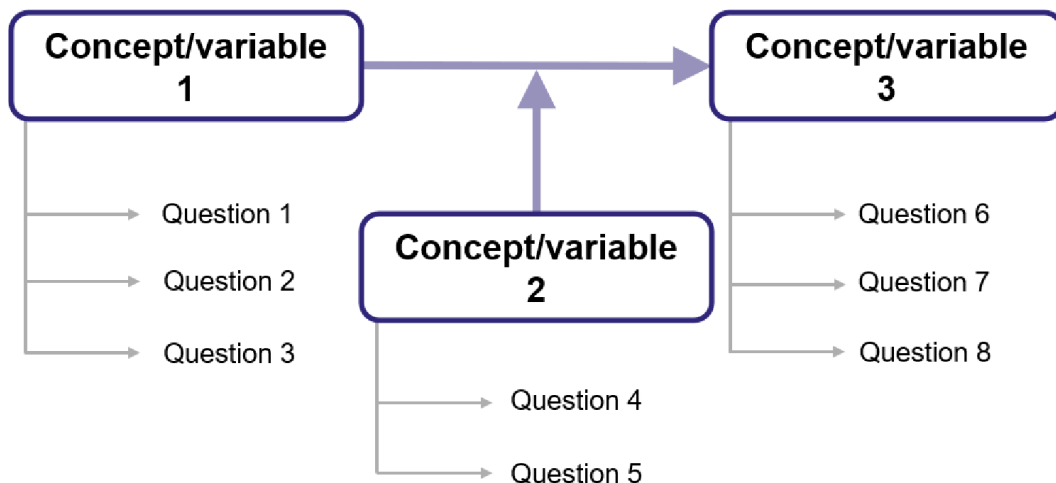 Concept/variable
1
Question 1
Question 2
Question 3
Concept/variable
2
Question 4
Question 5
Concept/variable
3
Question 6
Question 7
Question 8